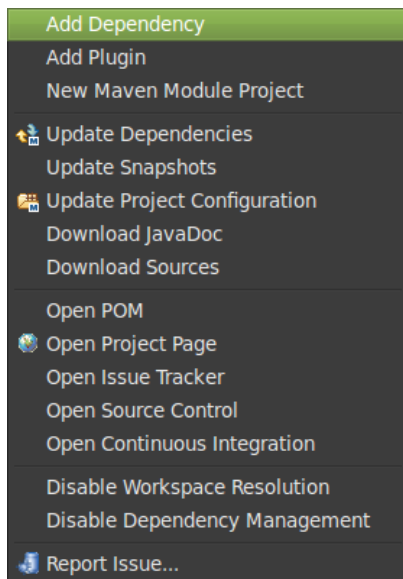 Add Dependency
Add Plugin
New Maven Module Project
Update Dependencies
Update Snapshots
Update Project Configuration
Download JavaDoc
Download Sources
Open POM
Open Project Page
Open Issue Tracker
Open Source Control
Open Continuous Integration
Disable Workspace Resolution
Disable Dependency Management
Report Issue...